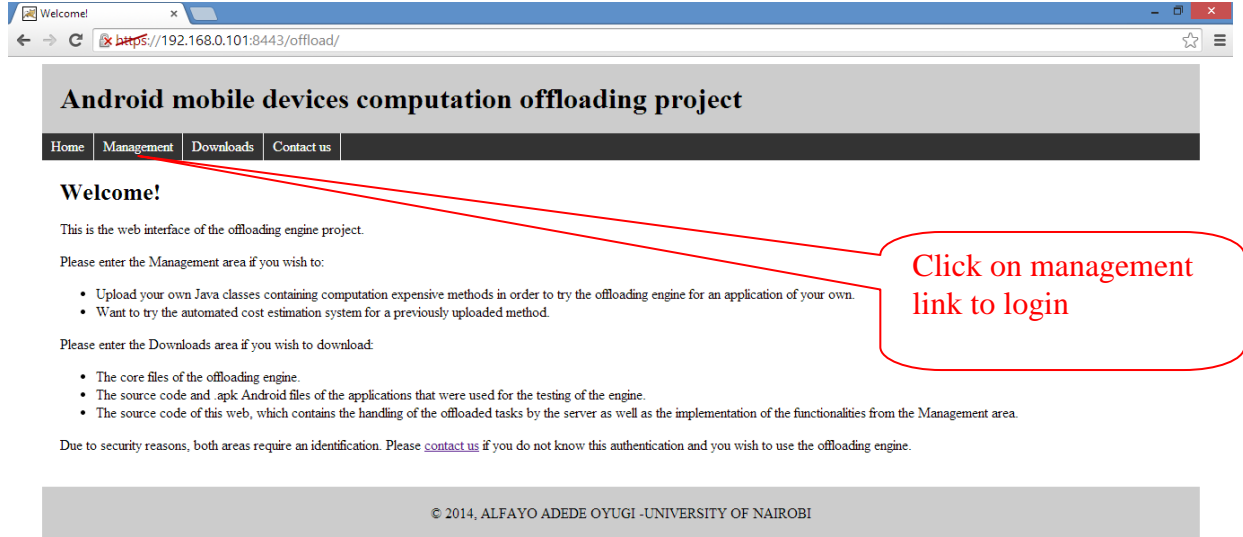 Welcome!
https://192.168.0.101:8443/offload/
Android mobile devices computation offloading project
Home Management Downloads Contact us
Welcome!
This is the web interface of the offloading engine project.
Please enter the Management area if you wish to:
• Upload your own Java classes containing computation expensive methods in order to try the offloading engine for an application of your own.
• Want to try the automated cost estimation system for a previously uploaded method.
Click on management
link to login
Please enter the Downloads area if you wish to download:
• The core files of the offloading engine.
• The source code and .apk Android files of the applications that were used for the testing of the engine.
• The source code of this web, which contains the handling of the offloaded tasks by the server as well as the implementation of the functionalities from the Management area.
Due to security reasons, both areas require an identification. Please contact us if you do not know this authentication and you wish to use the offloading engine.
© 2014, ALFAYO ADEDE OYUGI -UNIVERSITY OF NAIROBI